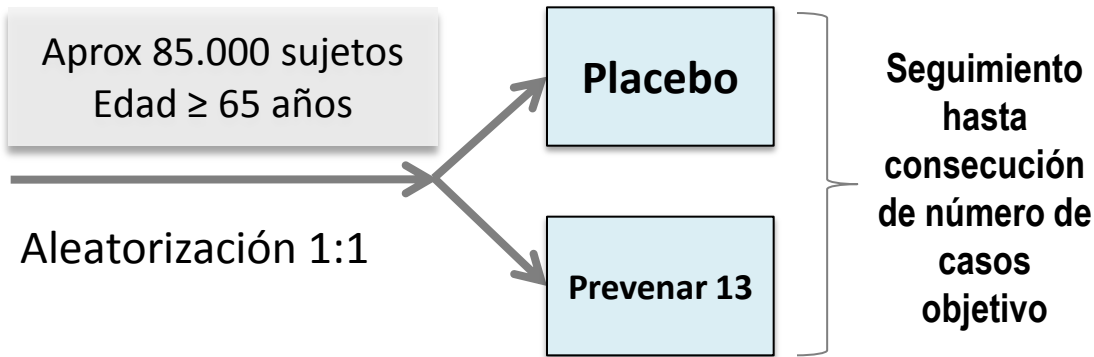 Aprox 85.000 sujetos
Edad ≥ 65 años
Aleatorización 1:1
Placebo
Prevenar 13
Seguimiento
hasta
consecución
de número de
casos
objetivo